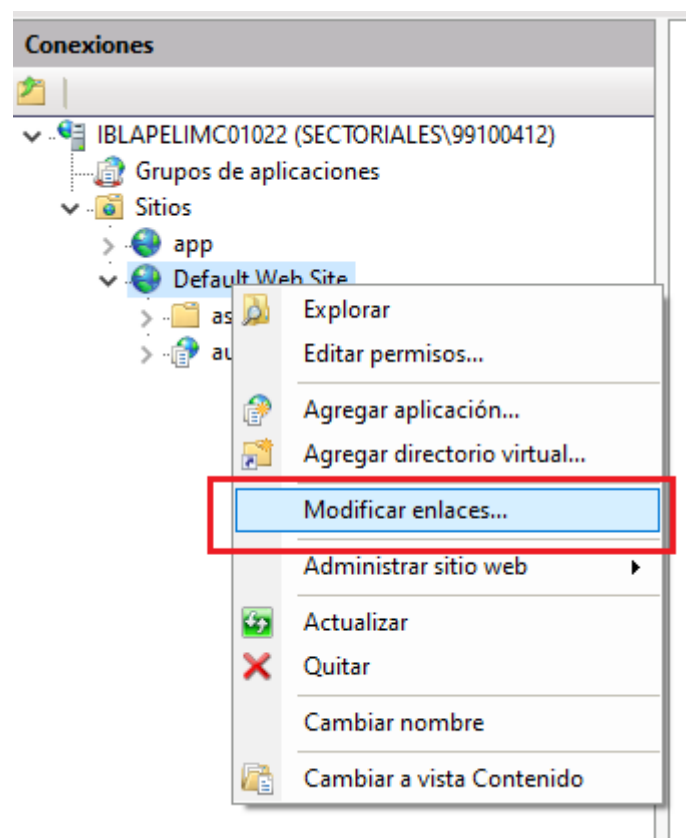 Conexiones
IBLAPELIMC01022 (SECTORIALES\99100412)
Grupos de aplicaciones
Sitios
app
Default Web Site
as
au
Explorar
Editar permisos...
Agregar aplicación...
Agregar directorio virtual...
Modificar enlaces...
Administrar sitio web
Actualizar
Quitar
Cambiar nombre
Cambiar a vista Contenido